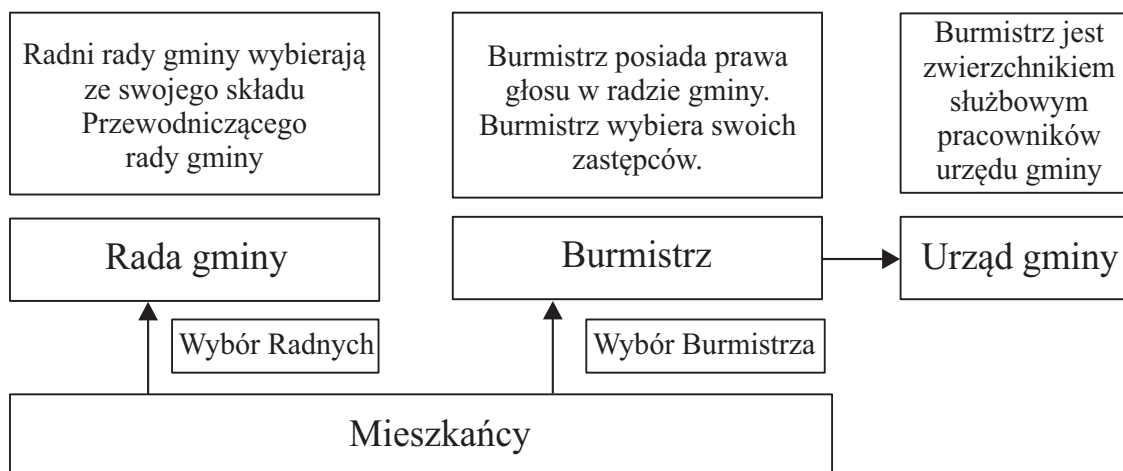 Radni rady gminy wybierają
ze swojego składu
Przewodniczącego
rady gminy
Burmistrz posiada prawa
głosu w radzie gminy.
Burmistrz wybiera swoich
zastępców.
Burmistrz jest
zwierzchnikiem
służbowym
pracowników
urzędu gminy
Rada gminy
Burmistrz
Urząd gminy
Wybór Radnych
Wybór Burmistrza
Mieszkańcy